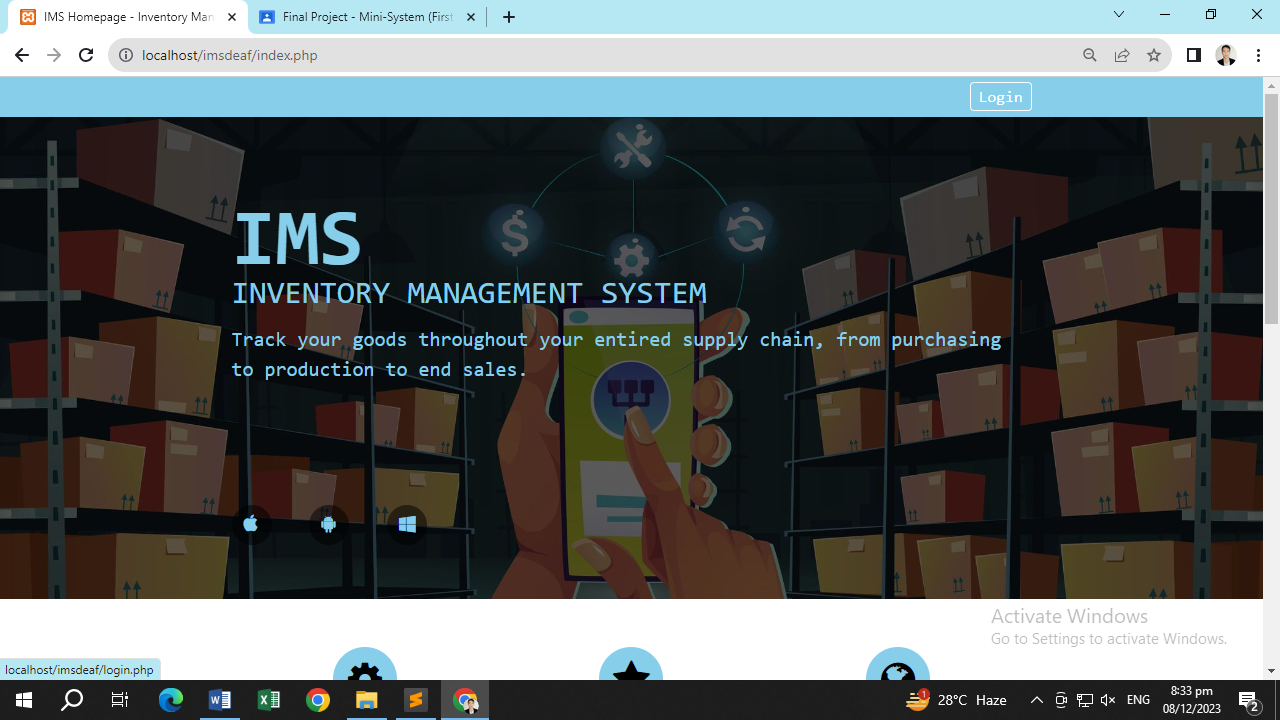 IMS Homepage - Inventory Man
Final Project - Mini-System (First
localhost/imsdeaf/index.php
Login
IMS
INVENTORY MANAGEMENT SYSTEM
Track your goods throughout your entired supply chain, from purchasing
to production to end sales.
Activate Windows
Go to Settings to activate Windows.
localhost/imsdeaf/login.php
1
28°C Haze
ENG
8:33 pm
08/12/2023
2